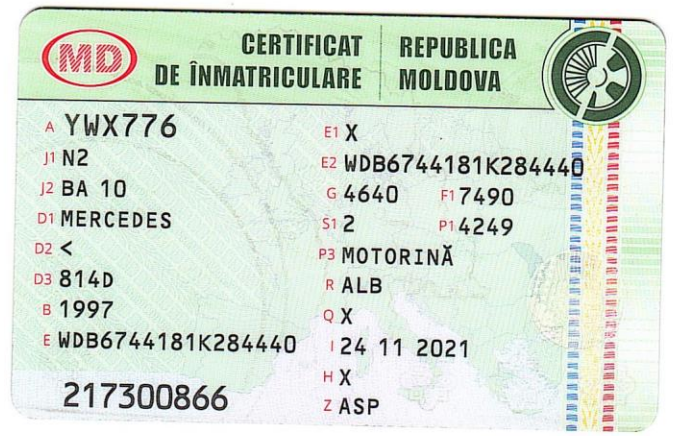 MD
CERTIFICAT
DE ÎNMATRICULARE
REPUBLICA
MOLDOVA
A YWX776
J1 N2
J2 BA 10
D1 MERCEDES
D2 <
D3 814D
B 1997
E WDB6744181K284440
217300866
E1 X
E2 WDB6744181K284440
G 4640 F1 7490
S1 2 P1 4249
P3 MOTORINĂ
R ALB
Q X
I 24 11 2021
H X
Z ASP